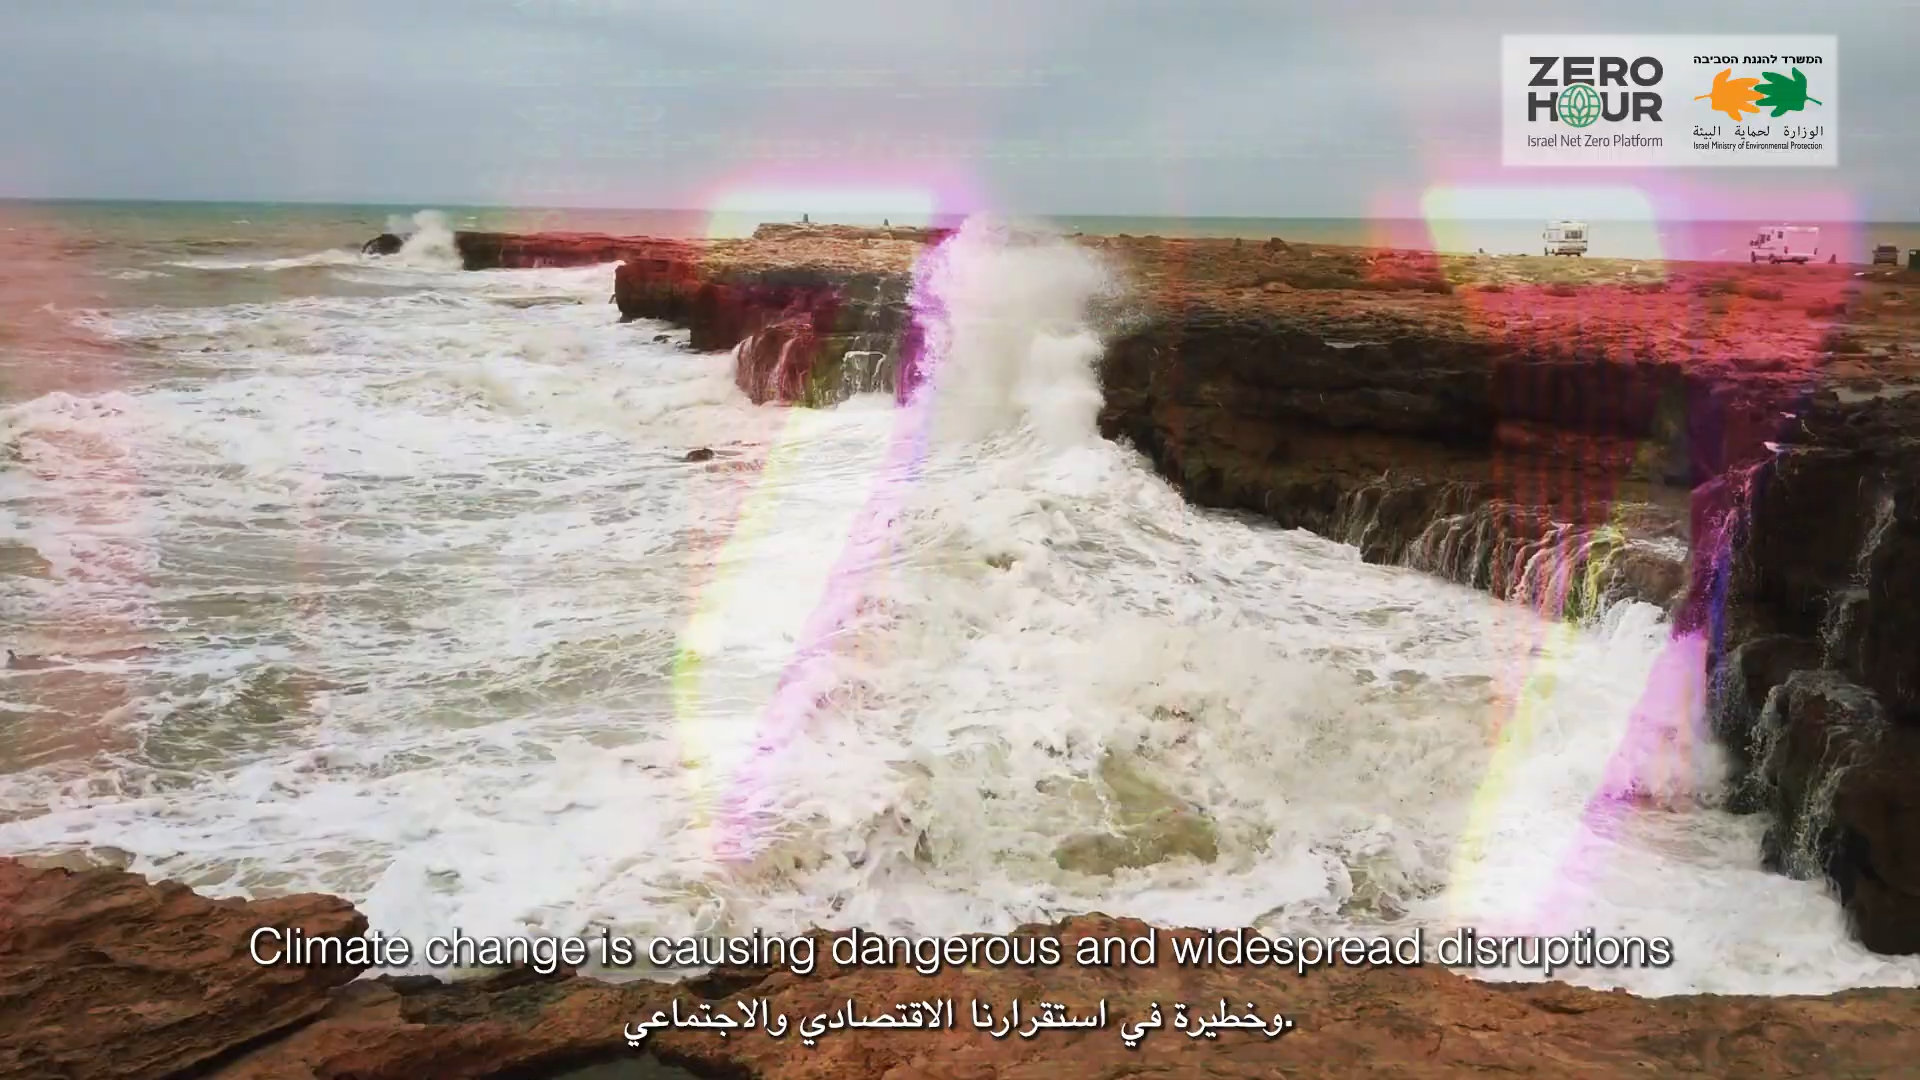 ZERO
HOUR
Israel Net Zero Platform
המשרד להגנת הסביבה
الوزارة لحماية البيئة
Israel Ministry of Environmental Protection
Climate change is causing dangerous and widespread disruptions
وخطيرة في استقرارنا الاقتصادي والاجتماعي.